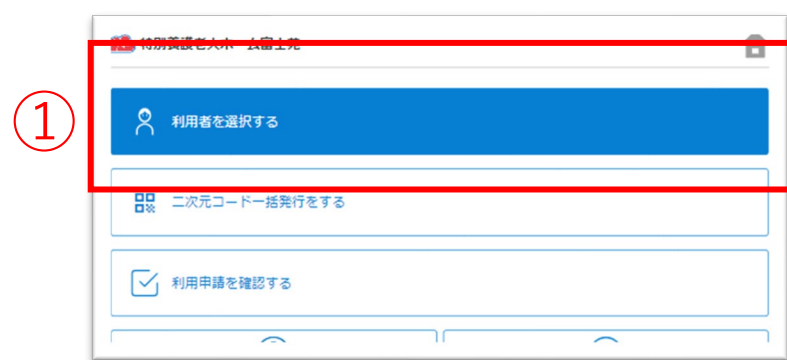 特別養護老人ホーム富士苑
①
利用者を選択する
二次元コード一括発行をする
利用申請を確認する